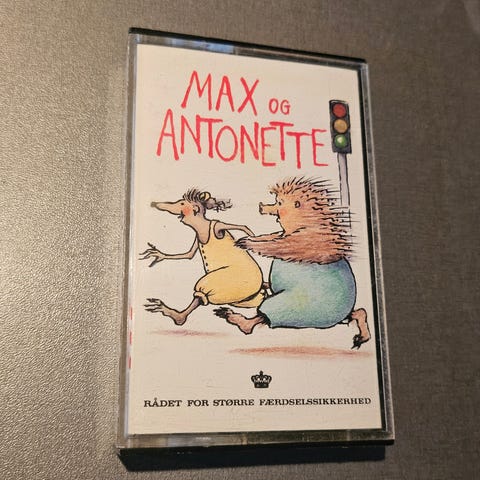 MAX OG
ANTONETTE
RÅDET FOR STØRRE FÆRDSELSSIKKERHED